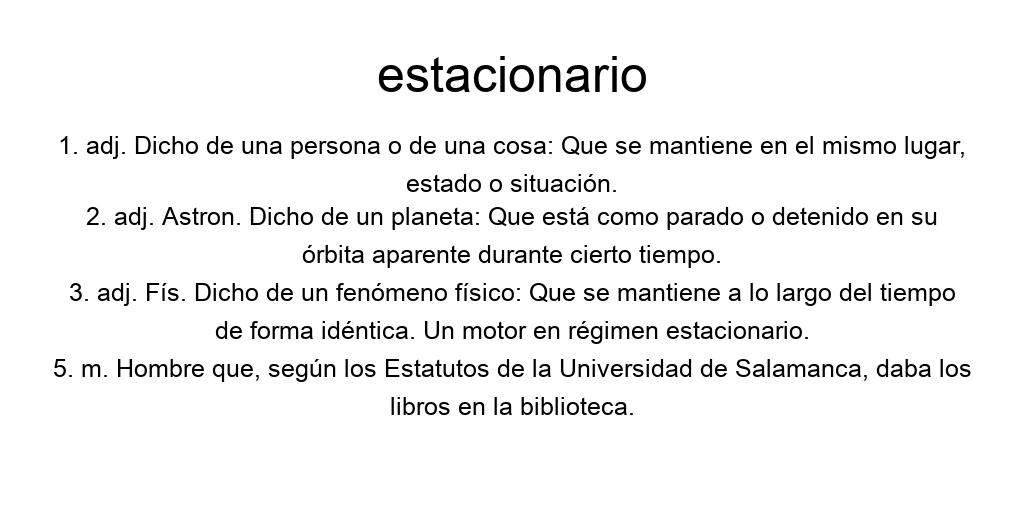 estacionario
1. adj. Dicho de una persona o de una cosa: Que se mantiene en el mismo lugar,
estado o situación.
2. adj. Astron. Dicho de un planeta: Que está como parado o detenido en su
órbita aparente durante cierto tiempo.
3. adj. Fís. Dicho de un fenómeno físico: Que se mantiene a lo largo del tiempo
de forma idéntica. Un motor en régimen estacionario.
5. m. Hombre que, según los Estatutos de la Universidad de Salamanca, daba los
libros en la biblioteca.